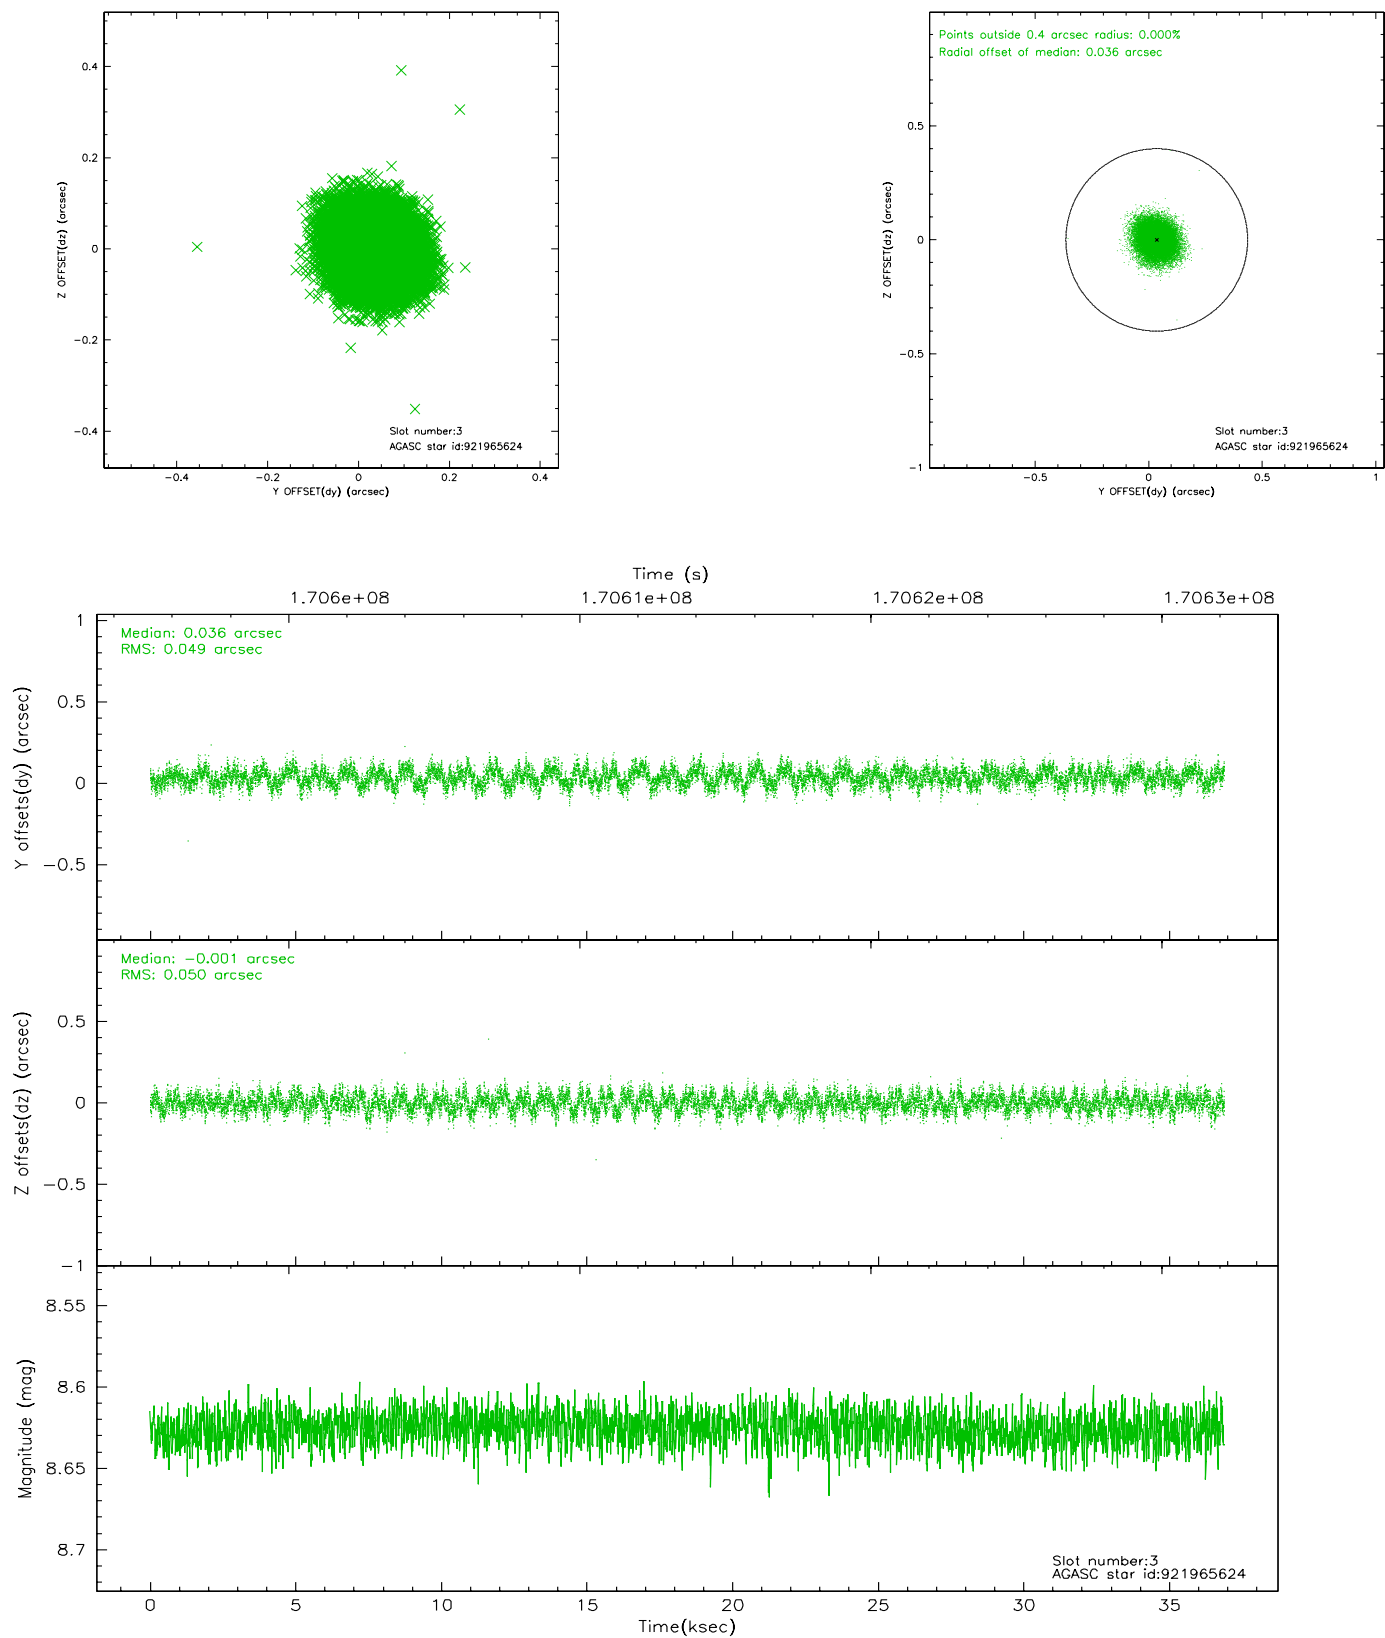 0.4
0.2
0
-0.2
-0.4
Z OFFSET(dz) (arcsec)
Slot number:3
AGASC star id:921965624
-0.4 -0.2 0 0.2 0.4
Y OFFSET(dy) (arcsec)
Points outside 0.4 arcsec radius: 0.000%
Radial offset of median: 0.036 arcsec
0.5
0
-0.5
-1
Z OFFSET(dz) (arcsec)
Slot number:3
AGASC star id:921965624
-0.5 0 0.5 1
Y OFFSET(dy) (arcsec)
Time (s)
1.706e+08 1.7061e+08 1.7062e+08 1.7063e+08
Median: 0.036 arcsec
RMS: 0.049 arcsec
1
0.5
0
-0.5
Y offsets(dy) (arcsec)
Median: -0.001 arcsec
RMS: 0.050 arcsec
0.5
0
-0.5
-1
Z offsets(dz) (arcsec)
8.55
8.6
8.65
8.7
Magnitude (mag)
Slot number:3
AGASC star id:921965624
0 5 10 15 20 25 30 35
Time(ksec)